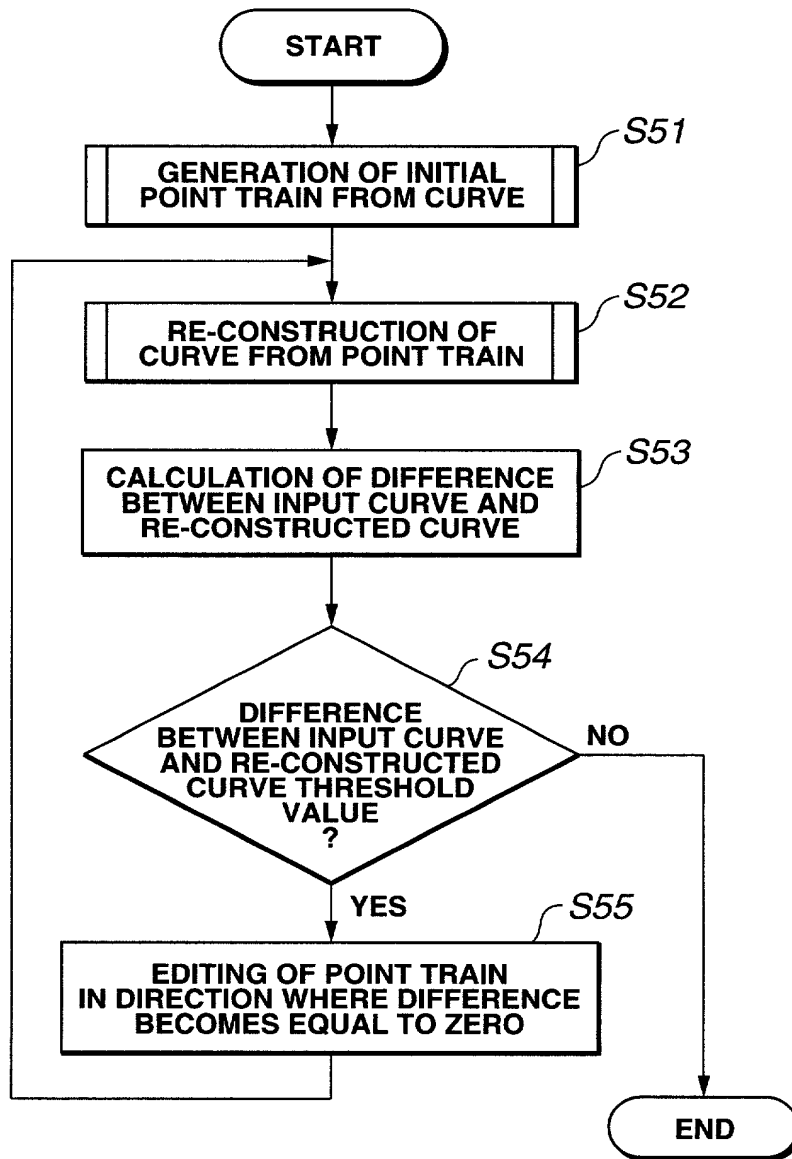 START
S51
GENERATION OF INITIAL
POINT TRAIN FROM CURVE
S52
RE-CONSTRUCTION OF
CURVE FROM POINT TRAIN
S53
CALCULATION OF DIFFERENCE
BETWEEN INPUT CURVE AND
RE-CONSTRUCTED CURVE
S54
DIFFERENCE
BETWEEN INPUT CURVE
AND RE-CONSTRUCTED
CURVE THRESHOLD
VALUE
?
NO
YES
S55
EDITING OF POINT TRAIN
IN DIRECTION WHERE DIFFERENCE
BECOMES EQUAL TO ZERO
END